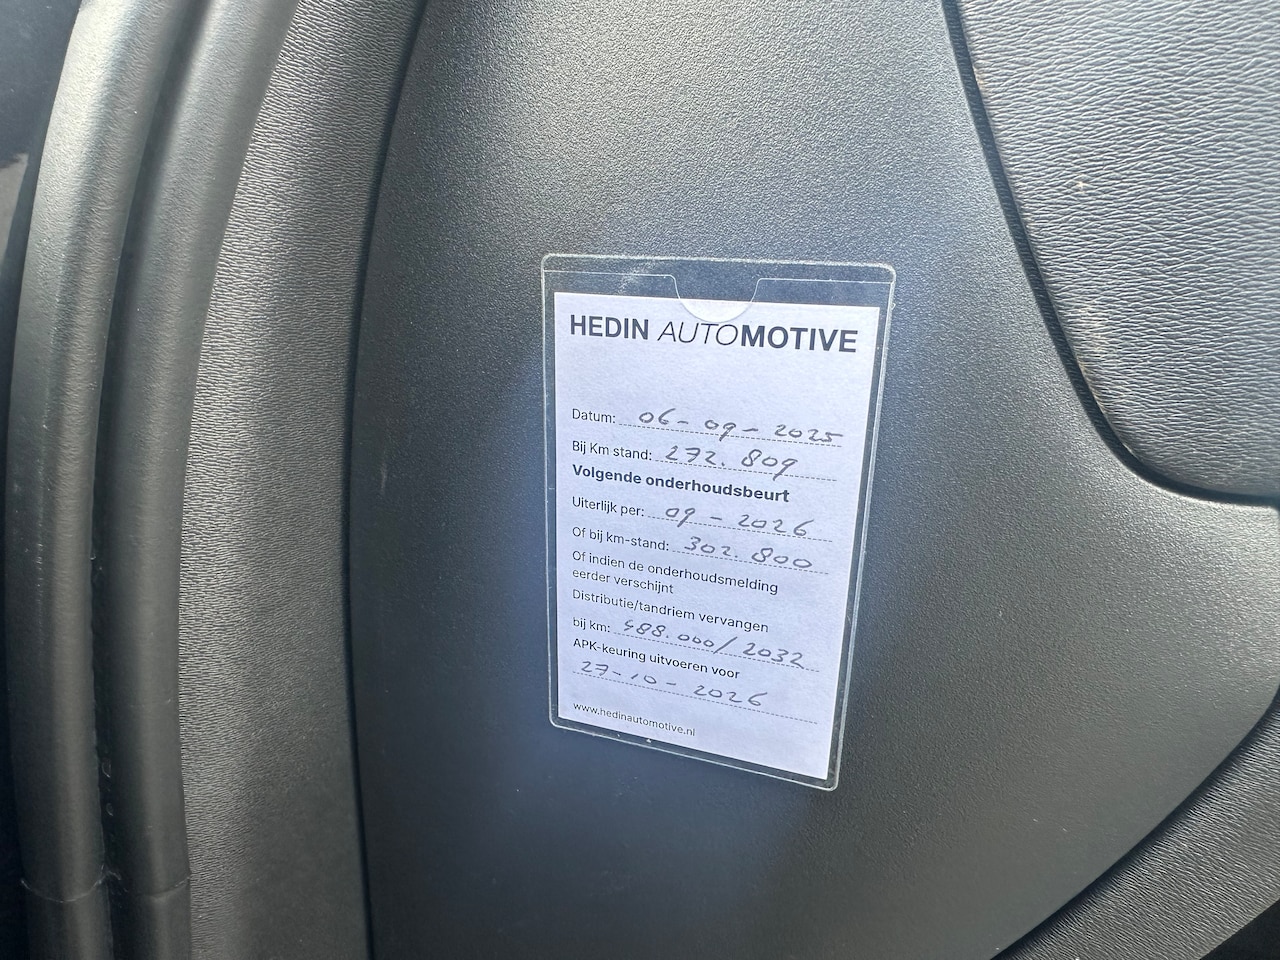 HEDIN AUTOMOTIVE
Datum: 06-09-2025
Bij Km stand: 272.809
Volgende onderhoudsbeurt
Uiterlijk per: 09-2026
Of bij km-stand: 302.800
Of indien de onderhoudsmelding
eerder verschijnt
Distributie/tandriem vervangen
bij km: 488.000/2032
APK-keuring uitvoeren voor
27-10-2026
www.hedinautomotive.nl